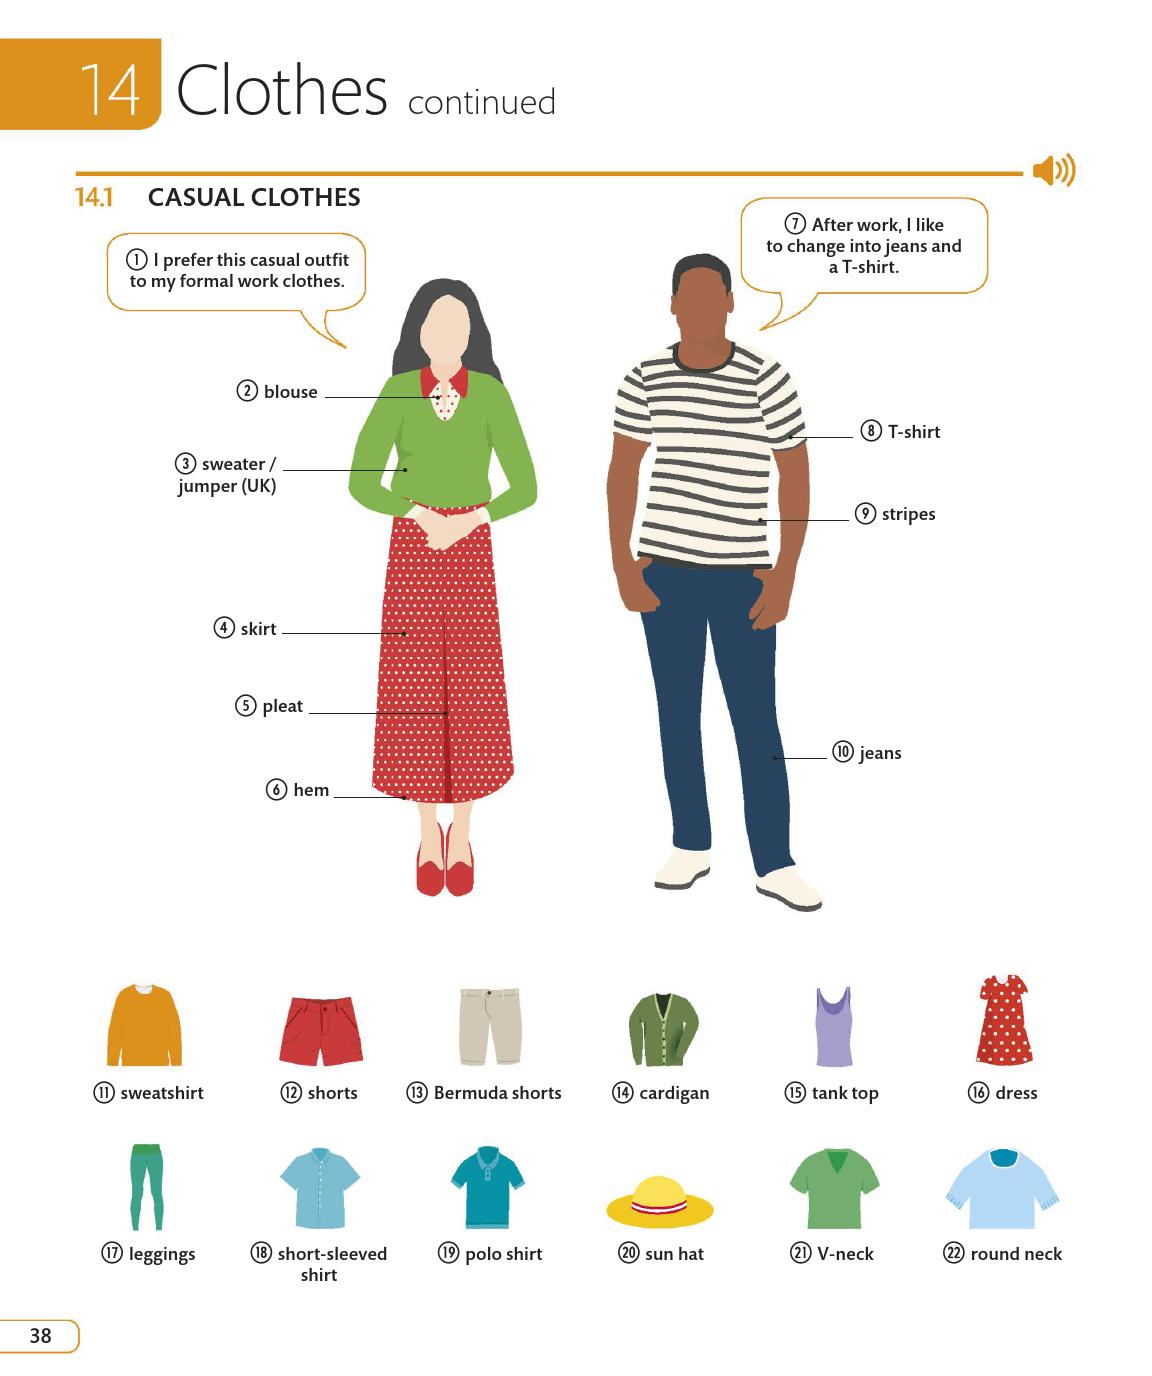 14 Clothes continued
14.1 CASUAL CLOTHES
① I prefer this casual outfit
to my formal work clothes.
⑦ After work, I like
to change into jeans and
a T-shirt.
② blouse
③ sweater /
jumper (UK)
④ skirt
⑤ pleat
⑥ hem
⑧ T-shirt
⑨ stripes
⑩ jeans
⑪ sweatshirt ⑫ shorts ⑬ Bermuda shorts ⑭ cardigan ⑮ tank top ⑯ dress
⑰ leggings ⑱ short-sleeved ⑲ polo shirt ⑳ sun hat ㉑ V-neck ㉒ round neck
shirt
38